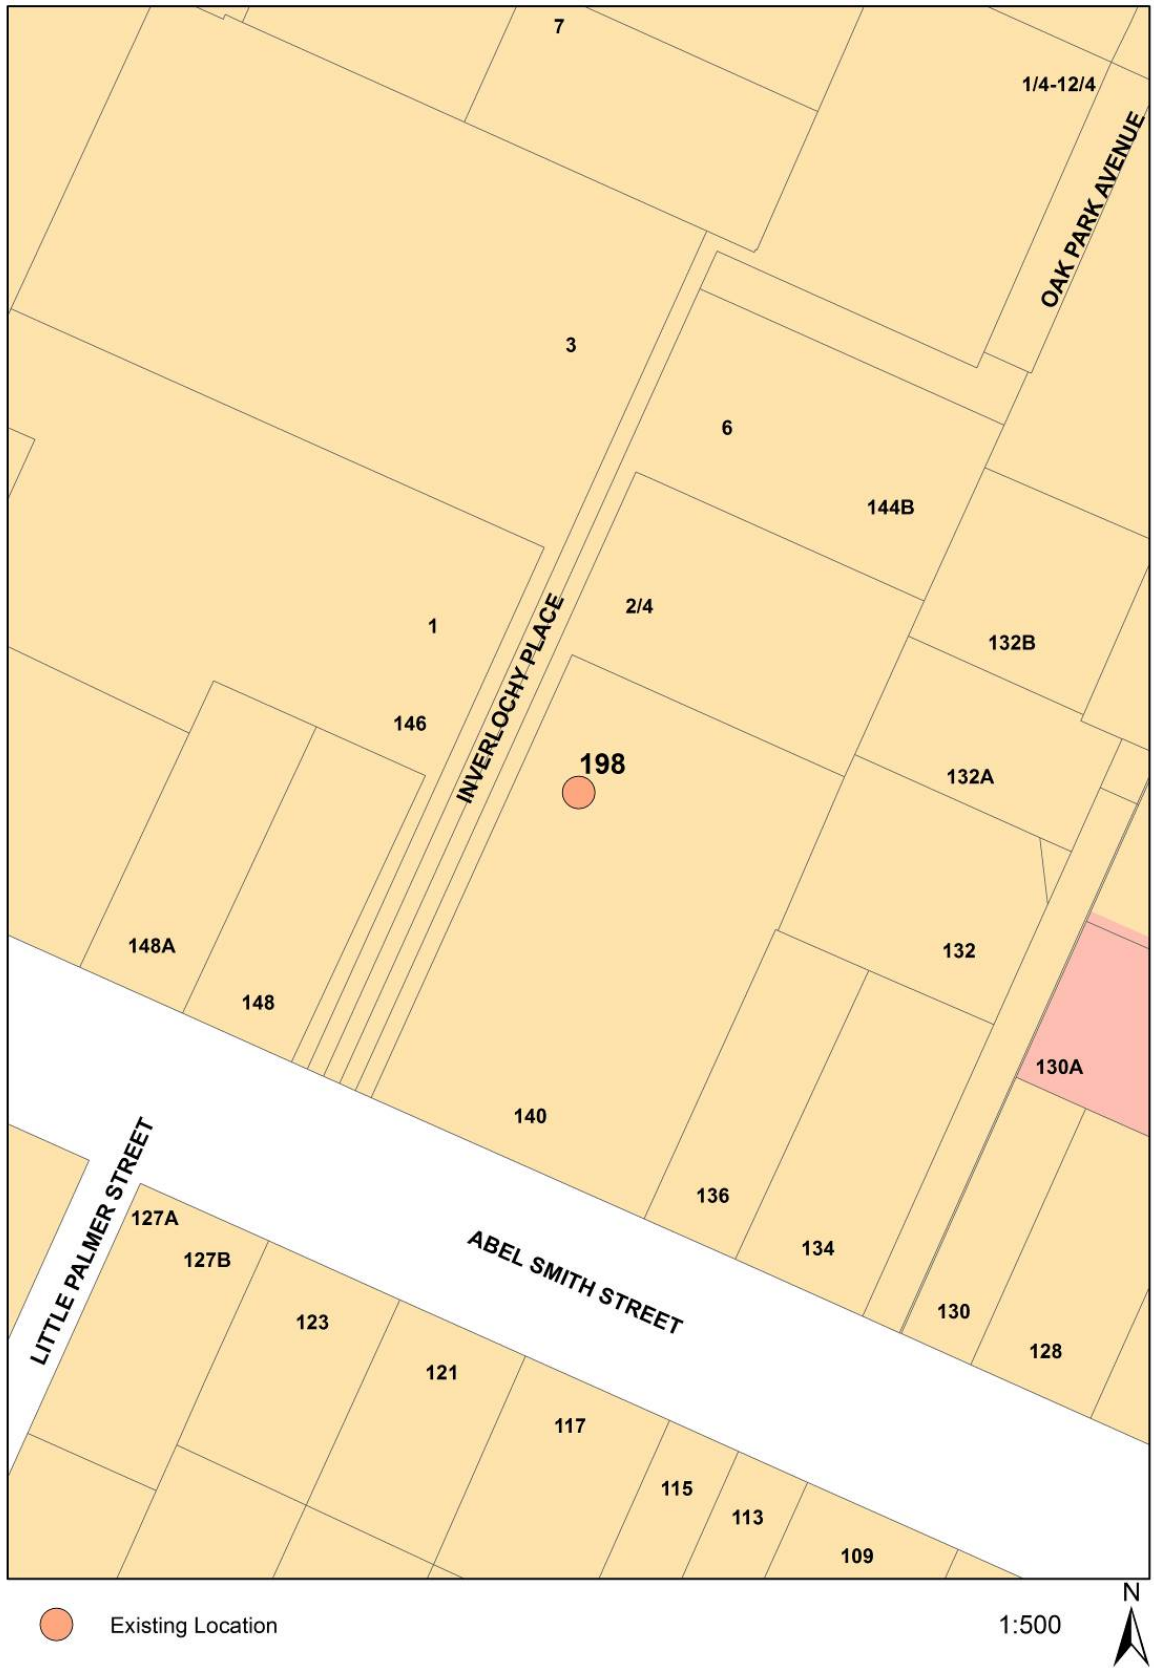 7
1/4-12/4
OAK PARK AVENUE
3
6
144B
2/4
1
132B
INVERLOCHY PLACE
146
198
132A
148A
132
148
130A
140
LITTLE PALMER STREET
136
127A
134
127B
ABEL SMITH STREET
130
123
128
121
117
115
113
109
N
Existing Location
1:500